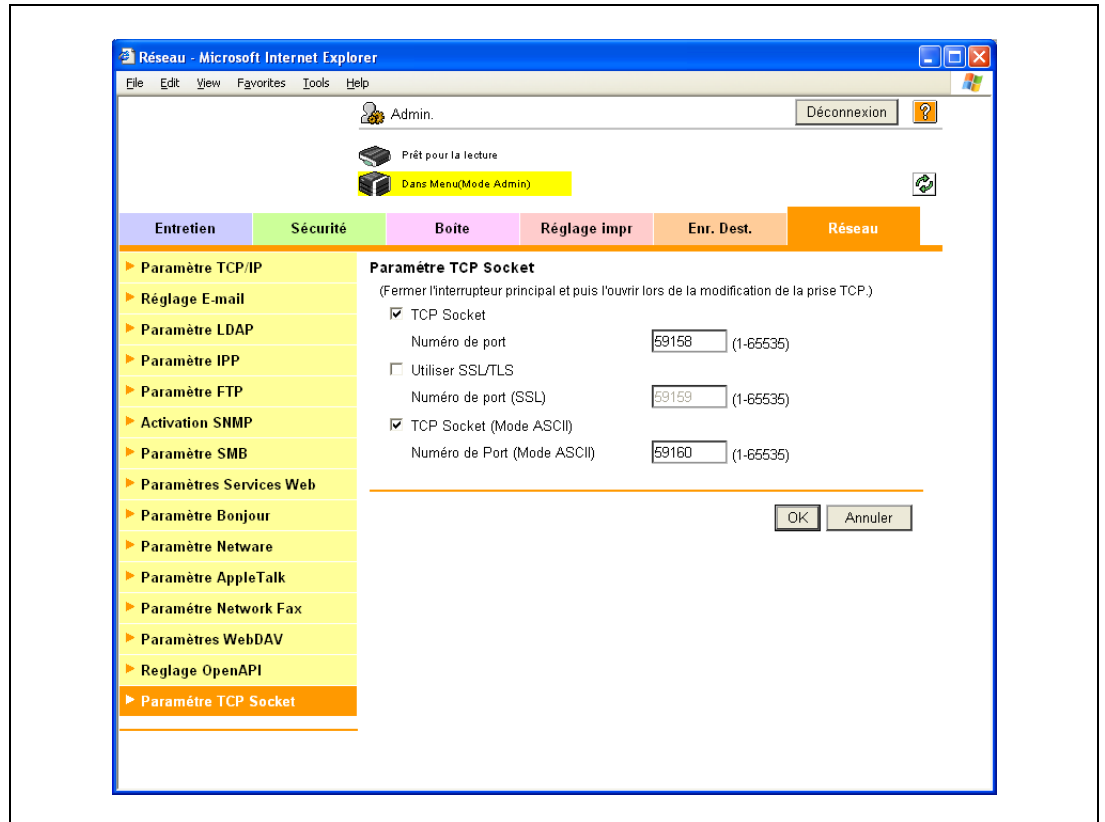 Réseau - Microsoft Internet Explorer
File Edit View Favorites Tools Help
Admin.
Déconnexion
?
Prêt pour la lecture
Dans Menu(Mode Admin)
Entretien Sécurité Boite Réglage impr Enr. Dest. Réseau
Paramètre TCP/IP
Réglage E-mail
Paramètre LDAP
Paramètre IPP
Paramètre FTP
Activation SNMP
Paramètre SMB
Paramètres Services Web
Paramètre Bonjour
Paramètre Netware
Paramètre AppleTalk
Paramétre Network Fax
Paramètres WebDAV
Reglage OpenAPI
Paramétre TCP Socket
Paramétre TCP Socket
(Fermer l'interrupteur principal et puis l'ouvrir lors de la modification de la prise TCP.)
TCP Socket
Numéro de port 59158 (1-65535)
Utiliser SSL/TLS
Numéro de port (SSL) 59159 (1-65535)
TCP Socket (Mode ASCII)
Numéro de Port (Mode ASCII) 59160 (1-65535)
OK Annuler